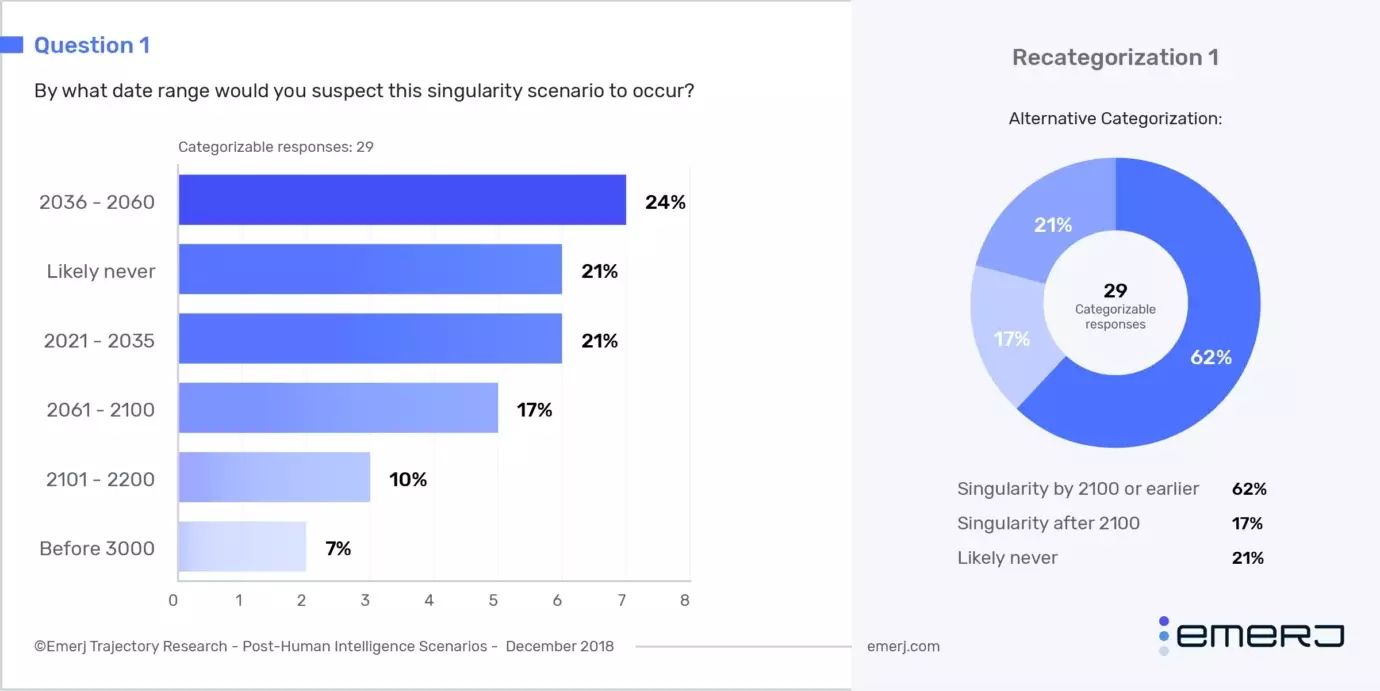 Question 1
By what date range would you suspect this singularity scenario to occur?
Categorizable responses: 29
2036 - 2060 24%
Likely never 21%
2021 - 2035 21%
2061 - 2100 17%
2101 - 2200 10%
Before 3000 7%
0 1 2 3 4 5 6 7 8
©Emerj Trajectory Research - Post-Human Intelligence Scenarios - December 2018
Recategorization 1
Alternative Categorization:
21%
17%
62%
29
Categorizable
responses
Singularity by 2100 or earlier 62%
Singularity after 2100 17%
Likely never 21%
emerj.com
emerj